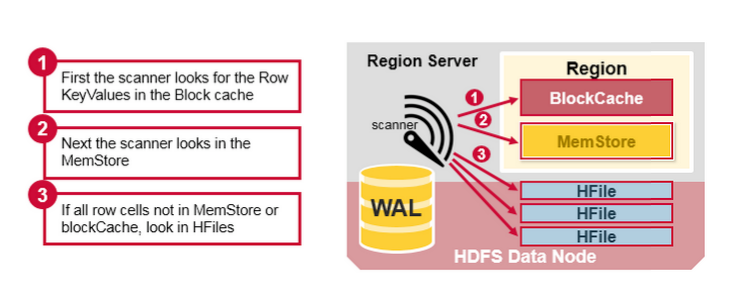 1
First the scanner looks for the Row
KeyValues in the Block cache
2
Next the scanner looks in the
MemStore
3
If all row cells not in MemStore or
blockCache, look in HFiles
Region Server
Region
scanner
1
BlockCache
2
MemStore
3
HFile
HFile
HFile
WAL
HDFS Data Node